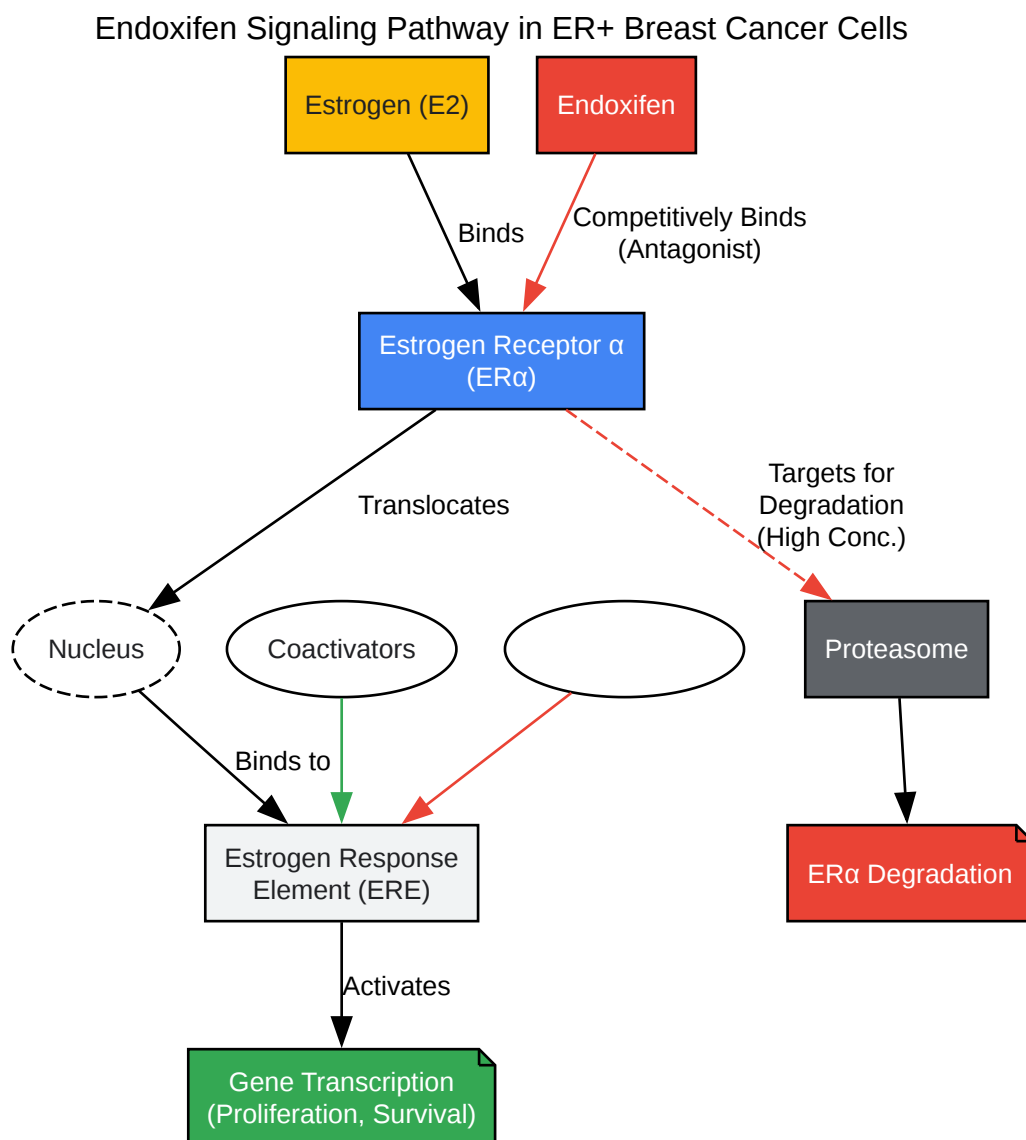 Endoxifen Signaling Pathway in ER+ Breast Cancer Cells
Estrogen (E2)
Endoxifen
Binds
Competitively Binds
(Antagonist)
Estrogen Receptor α
(ERα)
Translocates
Targets for
Degradation
(High Conc.)
Nucleus
Coactivators
Proteasome
Binds to
Estrogen Response
Element (ERE)
ERα Degradation
Activates
Gene Transcription
(Proliferation, Survival)